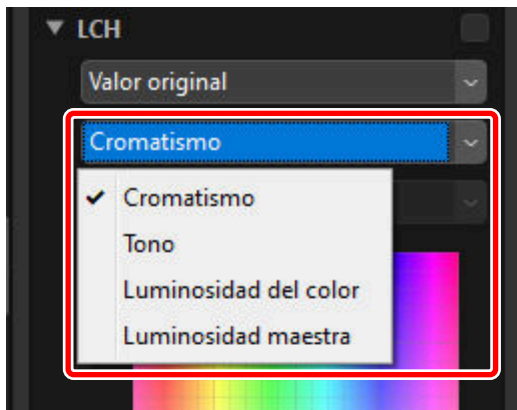 LCH
Valor original
Cromatismo
Cromatismo
Tono
Luminosidad del color
Luminosidad maestra